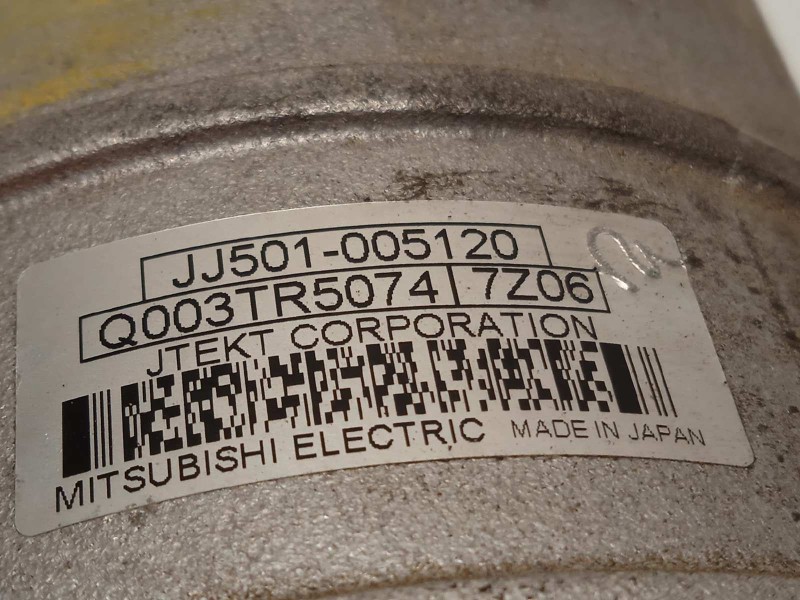 JJ501-005120
Q003TR5074 7Z06
JTEKT CORPORATION
MITSUBISHI ELECTRIC MADE IN JAPAN